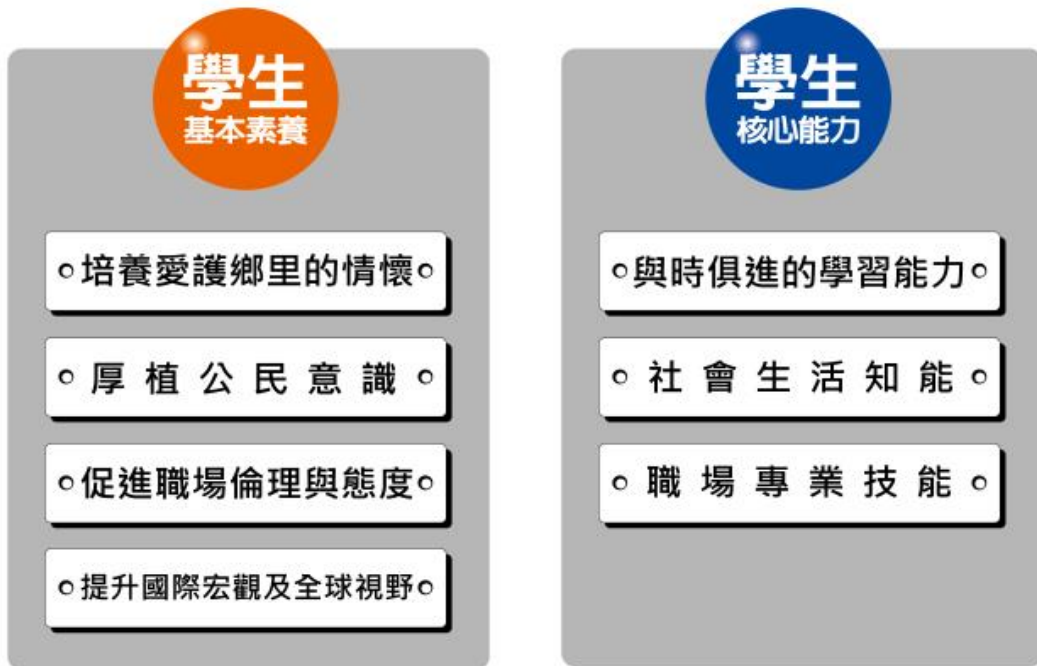 學生
基本素養
培養愛護鄉里的情懷
厚植公民意識
促進職場倫理與態度
提升國際宏觀及全球視野
學生
核心能力
與時俱進的學習能力
社會生活知能
職場專業技能